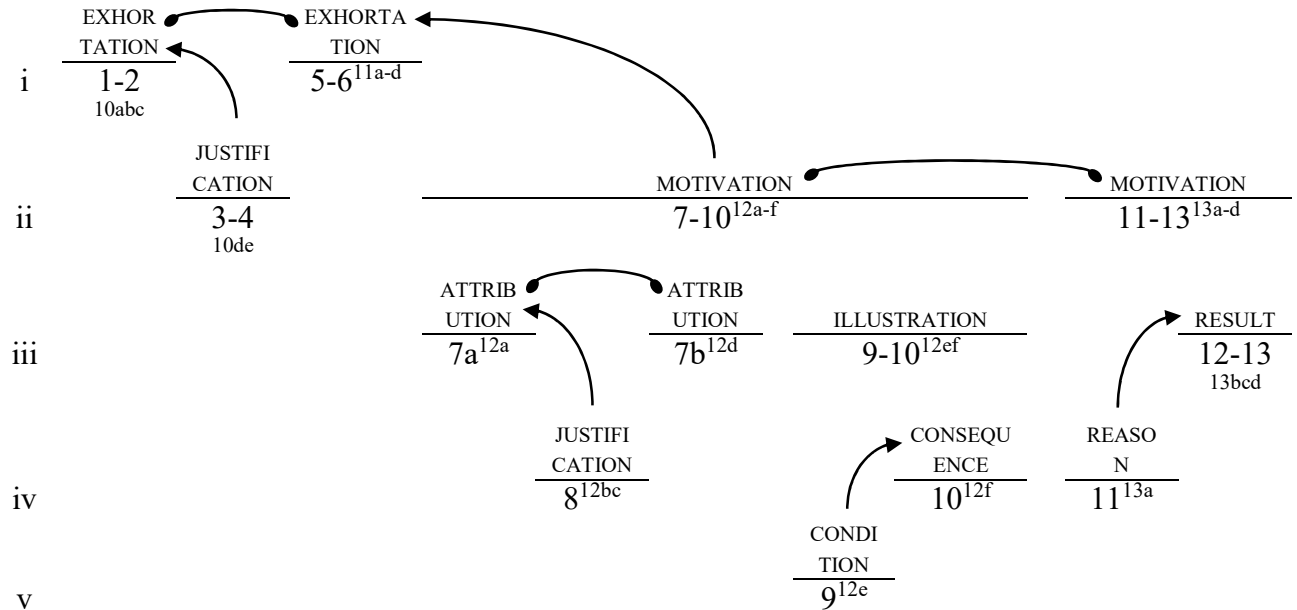 EXHOR EXHORTA
TATION TION
i 1-2 5-6 11a-d
10abc
JUSTIFI
CATION MOTIVATION MOTIVATION
ii 3-4 7-10 12a-f 11-13 13a-d
10de
ATTRIB ATTRIB
UTION UTION ILLUSTRATION RESULT
iii 7a 12a 7b 12d 9-10 12ef 12-13
13bcd
JUSTIFI CONSEQU REASO
CATION ENCE N
iv 8 12bc 10 12f 11 13a
CONDI
TION
v 9 12e